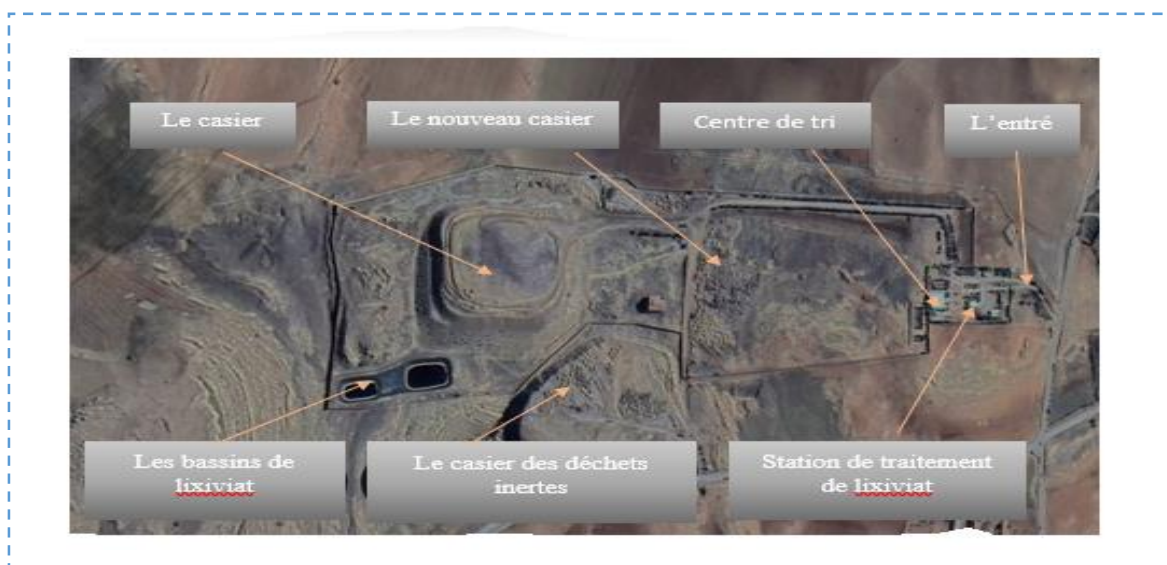 Le casier
Le nouveau casier
Centre de tri
L'entré
Les bassins de
lixiviat
Le casier des déchets
inertes
Station de traitement
de lixiviat